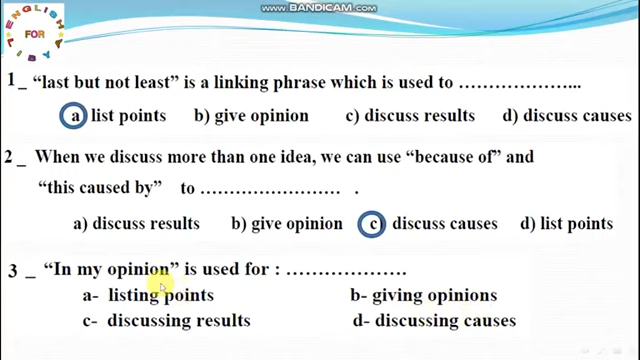 www.BANDICAM.com
ENGLISH
FOR
LIBY
1_ “last but not least” is a linking phrase which is used to …………………...
a) list points b) give opinion c) discuss results d) discuss causes
2_ When we discuss more than one idea, we can use “because of” and
“this caused by” to …………………… .
a) discuss results b) give opinion c) discuss causes d) list points
3_ “In my opinion” is used for : …………………
a- listing points b- giving opinions
c- discussing results d- discussing causes